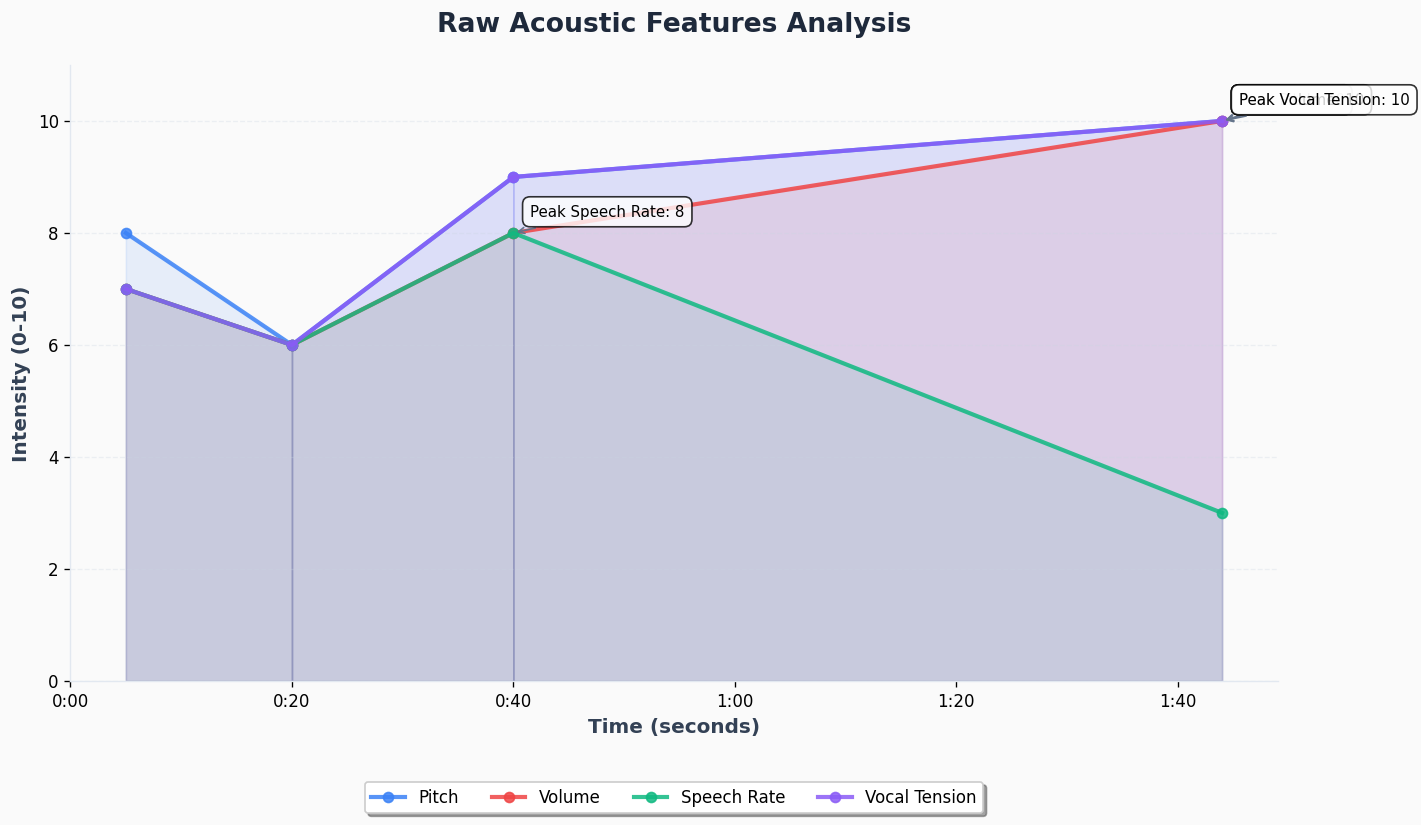 Raw Acoustic Features Analysis
Peak Vocal Tension: 10
10
Peak Speech Rate: 8
8
6
4
2
0
Intensity (0-10)
0:00 0:20 0:40 1:00 1:20 1:40
Time (seconds)
Pitch Volume Speech Rate Vocal Tension